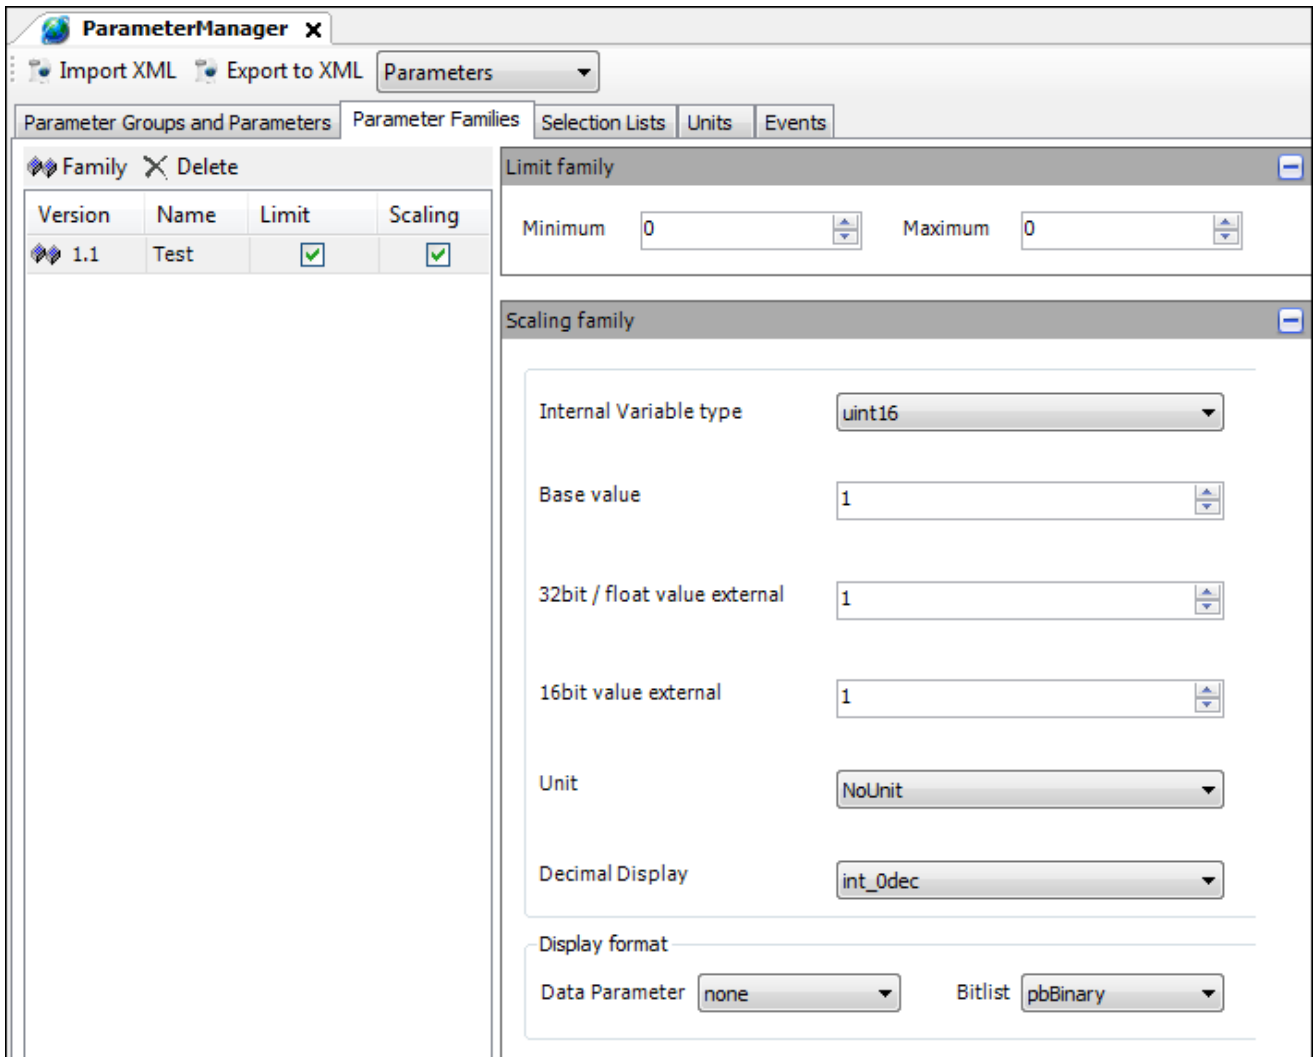 ParameterManager X
Import XML Export to XML Parameters
Parameter Groups and Parameters Parameter Families Selection Lists Units Events
Family Delete
Version Name Limit Scaling
1.1 Test
Limit family
Minimum 0 Maximum 0
Scaling family
Internal Variable type uint16
Base value 1
32bit / float value external 1
16bit value external 1
Unit NoUnit
Decimal Display int_0dec
Display format
Data Parameter none Bitlist pbBinary